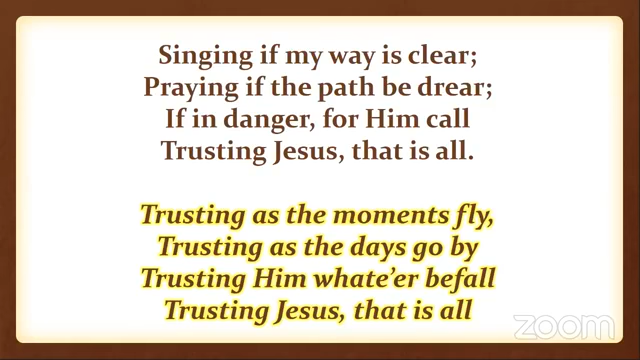 Singing if my way is clear;
Praying if the path be drear;
If in danger, for Him call
Trusting Jesus, that is all.
Trusting as the moments fly,
Trusting as the days go by
Trusting Him whate’er befall
Trusting Jesus, that is all
zoom